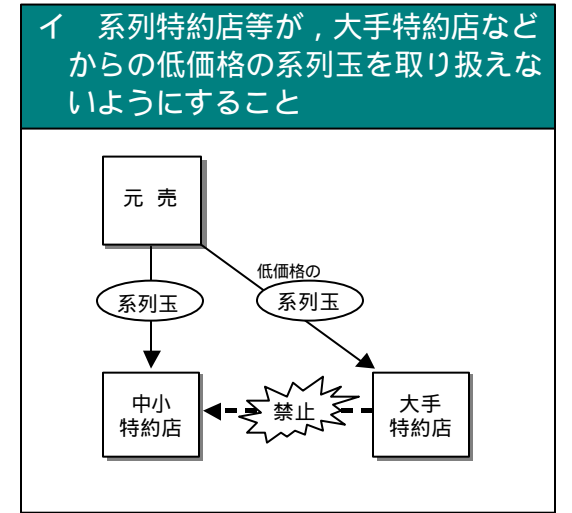 イ　系列特約店等が，大手特約店など
からの低価格の系列玉を取り扱えな
いようにすること
元 売
低価格の
系列玉
系列玉
中小
特約店
禁止
大手
特約店